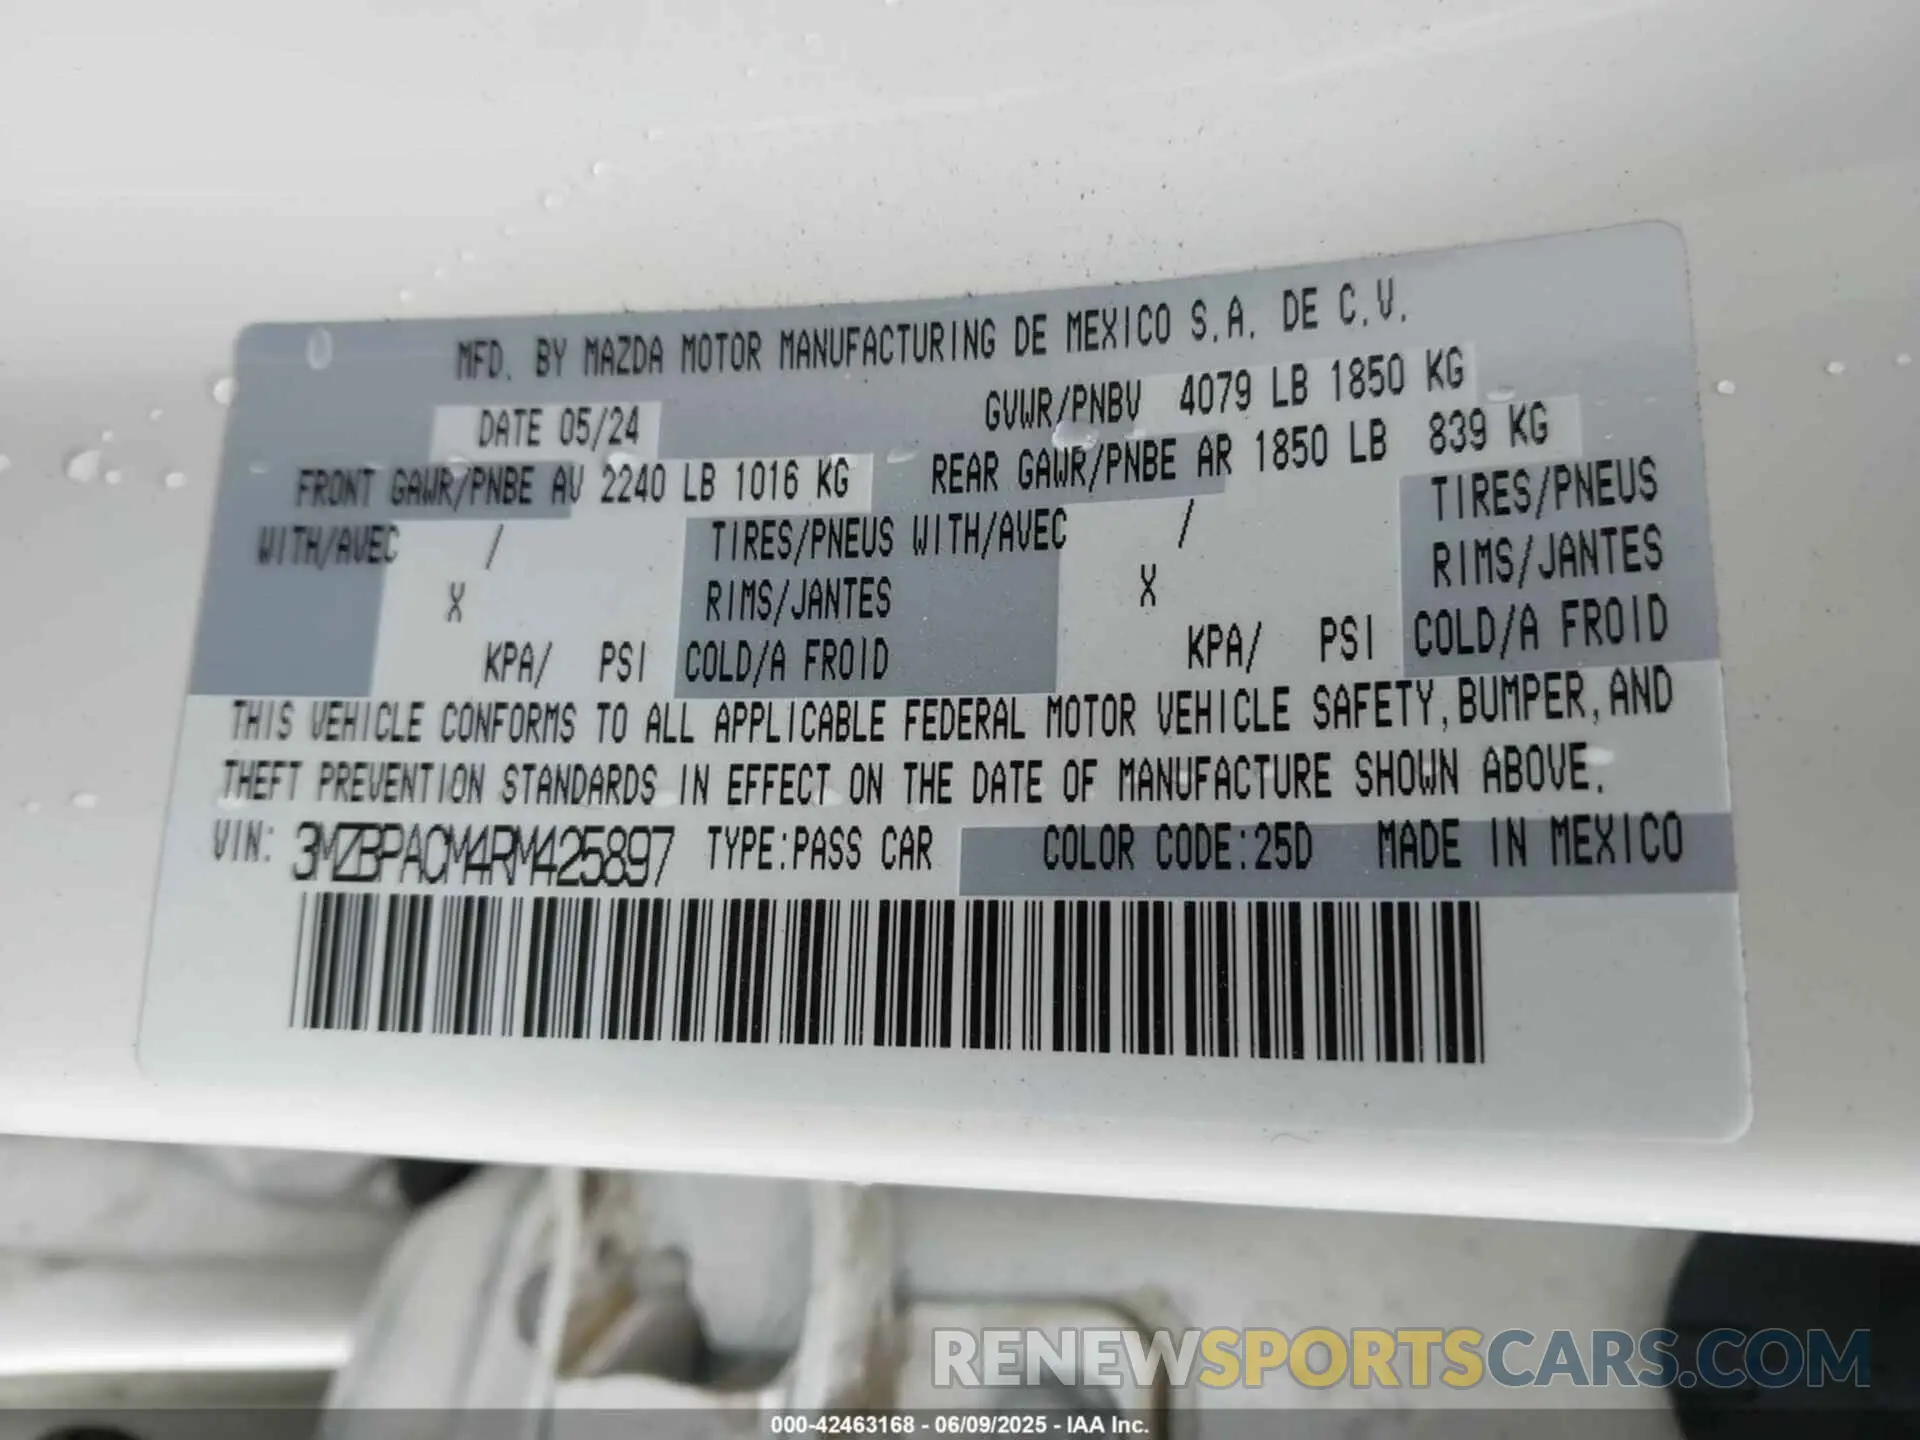 MFD. BY MAZDA MOTOR MANUFACTURING DE MEXICO S.A. DE C.V.
DATE 05/24 GVWR/PNBV 4079 LB 1850 KG
FRONT GAWR/PNBE AV 2240 LB 1016 KG REAR GAWR/PNBE AR 1850 LB 839 KG
WITH/AVEC / TIRES/PNEUS WITH/AVEC / TIRES/PNEUS
X RIMS/JANTES X RIMS/JANTES
KPA/ PSI COLD/A FROID KPA/ PSI COLD/A FROID
THIS VEHICLE CONFORMS TO ALL APPLICABLE FEDERAL MOTOR VEHICLE SAFETY, BUMPER, AND
THEFT PREVENTION STANDARDS IN EFFECT ON THE DATE OF MANUFACTURE SHOWN ABOVE.
VIN: 3MZBPACM4RM425897 TYPE:PASS CAR COLOR CODE:25D MADE IN MEXICO
RENEWSPORTSCARS.COM
000-42463168 - 06/09/2025 - IAA Inc.